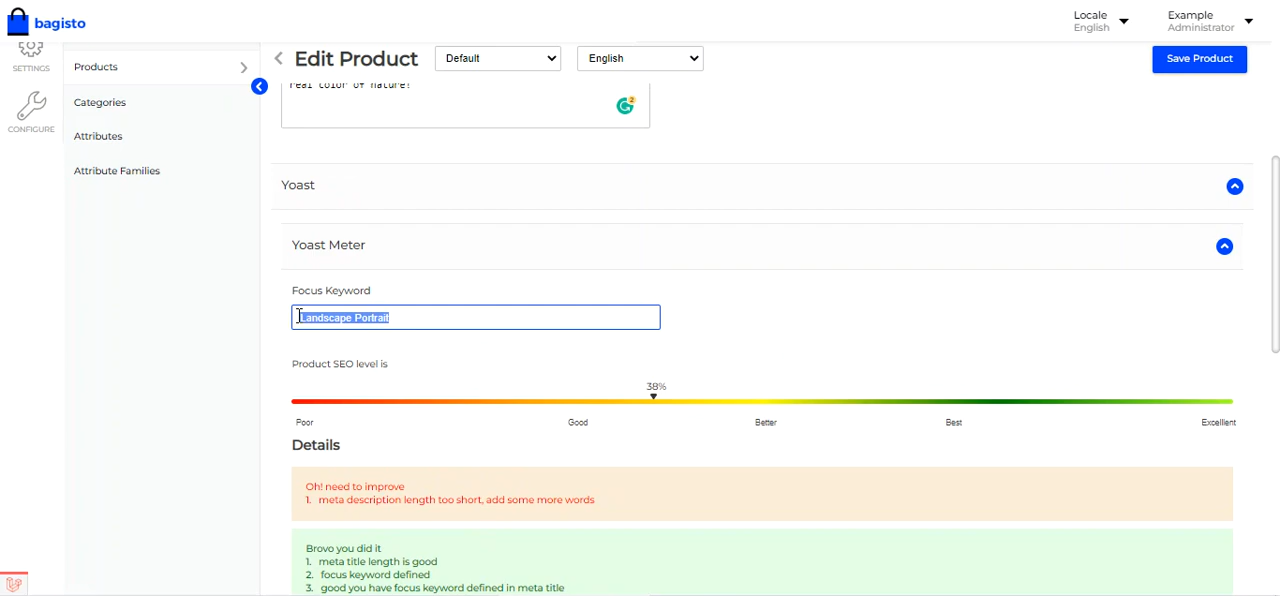 bagisto
Locale
English
Example
Administrator
SETTINGS
CONFIGURE
Products
Categories
Attributes
Attribute Families
Edit Product
Default
English
Save Product
real color of nature!
2
Yoast
Yoast Meter
Focus Keyword
Landscape Portrait
Product SEO level is
38%
Poor
Good
Better
Best
Excelllent
Details
Oh! need to improve
1. meta description length too short, add some more words
Brovo you did it
1. meta title length is good
2. focus keyword defined
3. good you have focus keyword defined in meta title